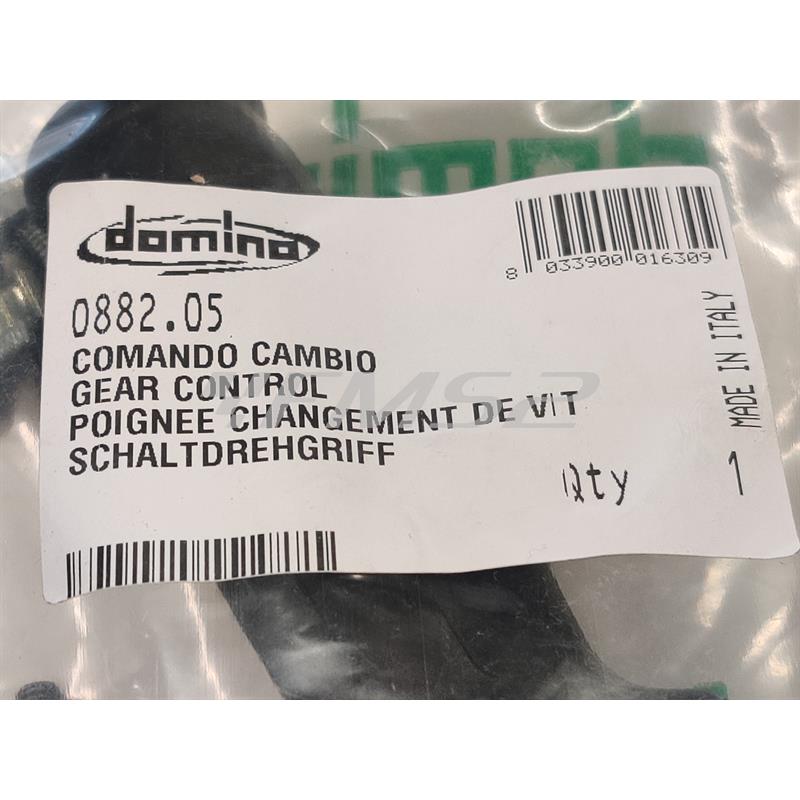 domino
domino
0882.05
COMANDO CAMBIO
GEAR CONTROL
POIGNEE CHANGEMENT DE VIT
SCHALTDREHGRIFF
8 033900 016309
MADE IN ITALY
Qty 1